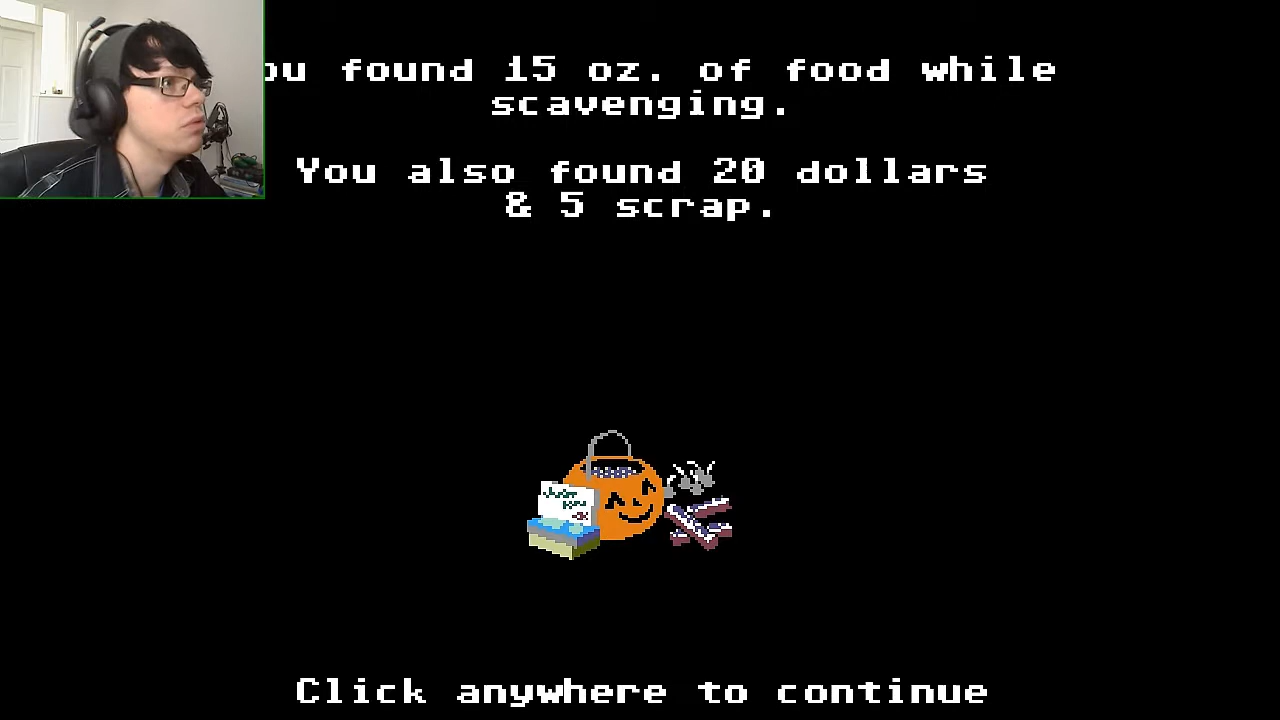 ou found 15 oz. of food while
scavenging.
You also found 20 dollars
& 5 scrap.
Click anywhere to continue